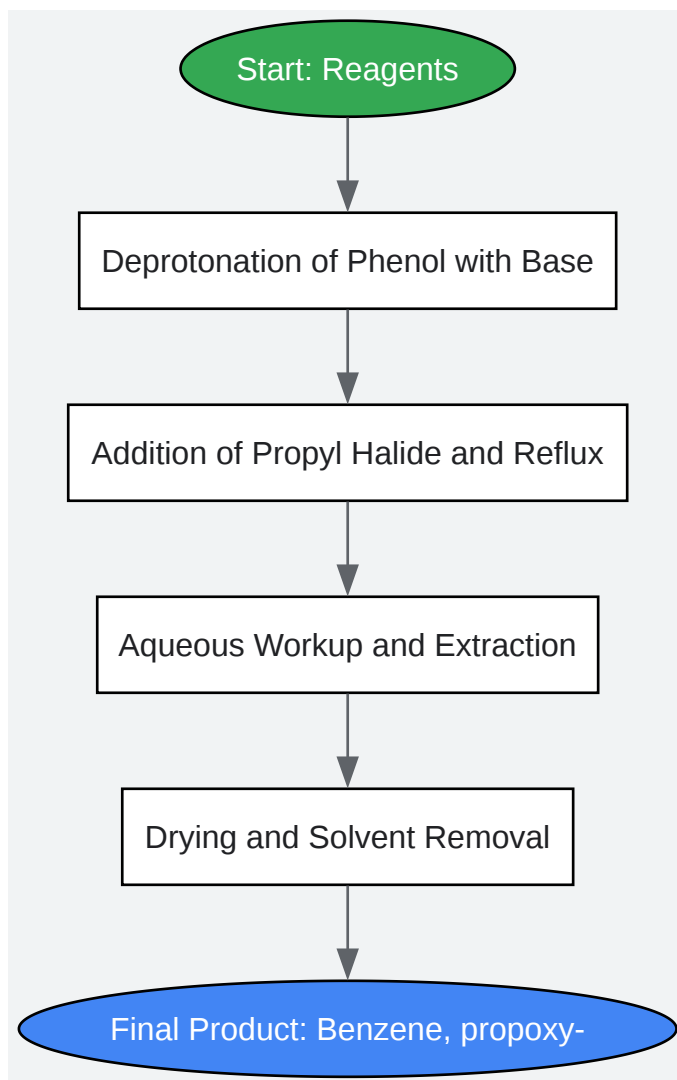 Start: Reagents
Deprotonation of Phenol with Base
Addition of Propyl Halide and Reflux
Aqueous Workup and Extraction
Drying and Solvent Removal
Final Product: Benzene, propoxy-